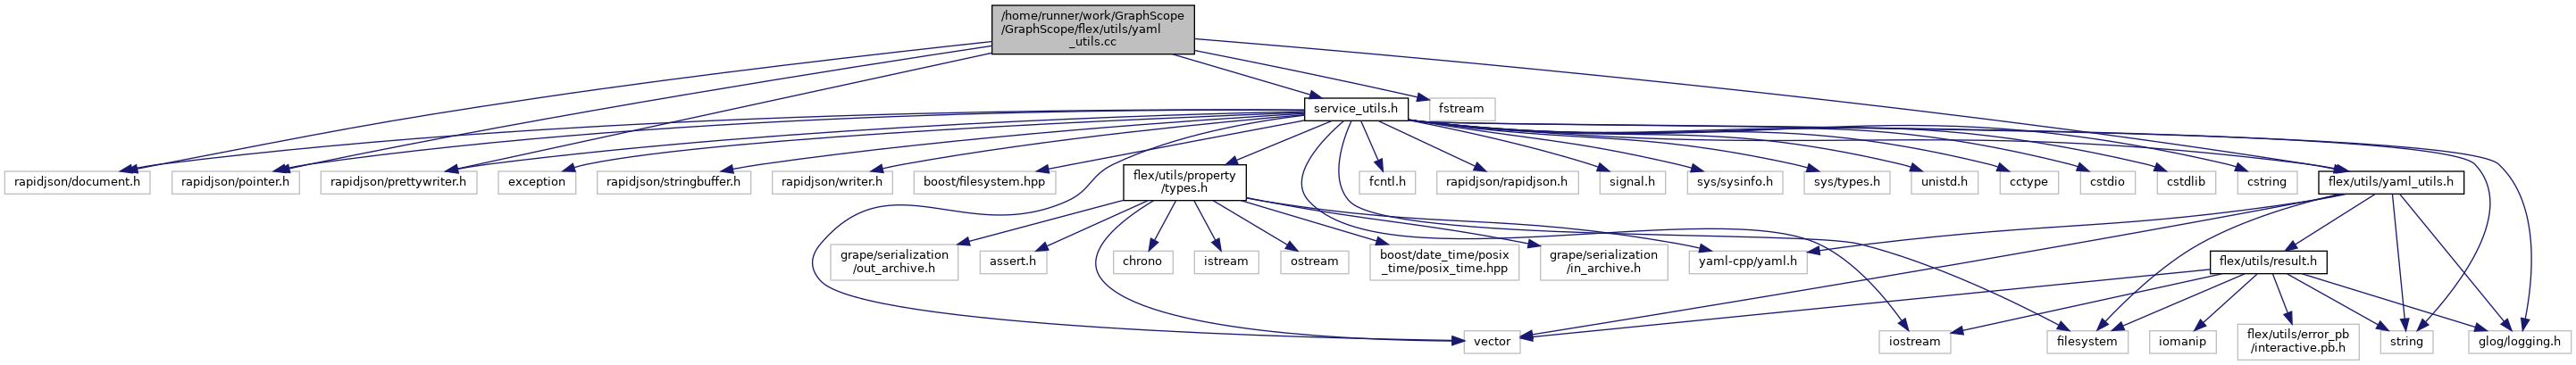 /home/runner/work/GraphScope
/GraphScope/flex/utils/yaml
_utils.cc
service_utils.h
fstream
rapidjson/document.h
rapidjson/pointer.h
rapidjson/prettywriter.h
exception
rapidjson/stringbuffer.h
rapidjson/writer.h
boost/filesystem.hpp
flex/utils/property
/types.h
fcntl.h
rapidjson/rapidjson.h
signal.h
sys/sysinfo.h
sys/types.h
unistd.h
cctype
cstdio
cstdlib
cstring
flex/utils/yaml_utils.h
grape/serialization
/out_archive.h
assert.h
chrono
istream
ostream
boost/date_time/posix
_time/posix_time.hpp
grape/serialization
/in_archive.h
yaml-cpp/yaml.h
flex/utils/result.h
vector
iostream
filesystem
iomanip
flex/utils/error_pb
/interactive.pb.h
string
glog/logging.h